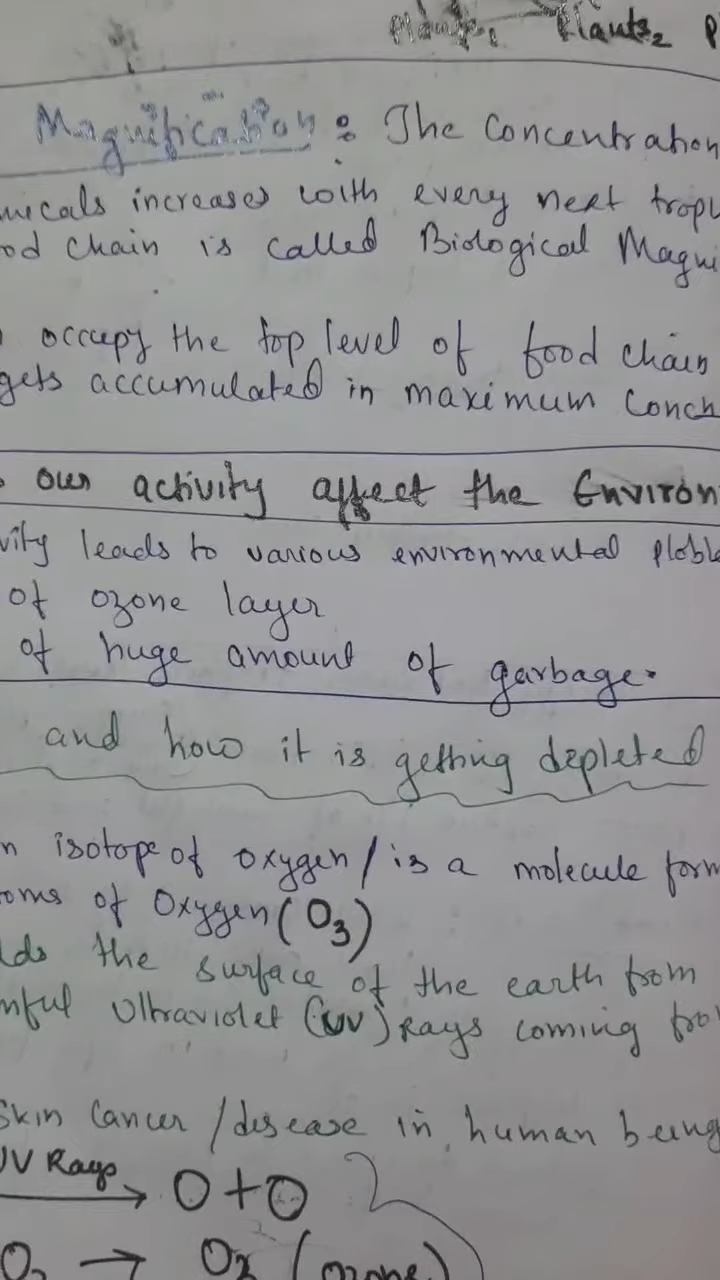 Plants₂ P
Magnification : The Concentration
micals increases with every next troph
od chain is called Biological Magni
occupy the top level of food chain
gets accumulated in maximum Concn
our activity affect the Environ
vity leads to various environmental ploble
of ozone layer
of huge amount of garbage.
and how it is getting depleted
n isotope of oxygen / is a molecule form
oms of Oxygen (O₃)
lds the surface of the earth from
mful Ultraviolet (UV) Rays coming fro
Skin Cancer / disease in human being
UV Rays → O + O
O₂ → O₃ (ozone)